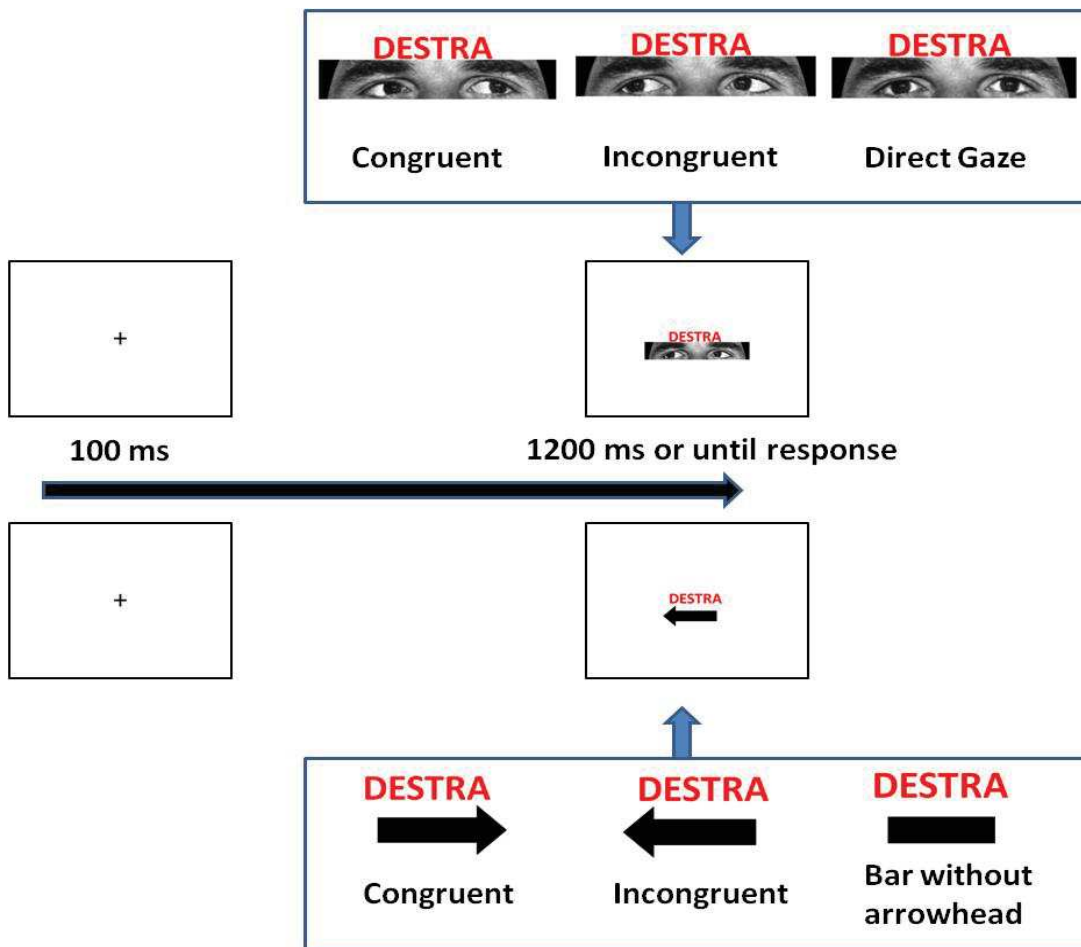 DESTRA DESTRA DESTRA
Congruent Incongruent Direct Gaze
+
DESTRA
100 ms 1200 ms or until response
+
DESTRA
DESTRA DESTRA DESTRA
Congruent Incongruent Bar without
arrowhead